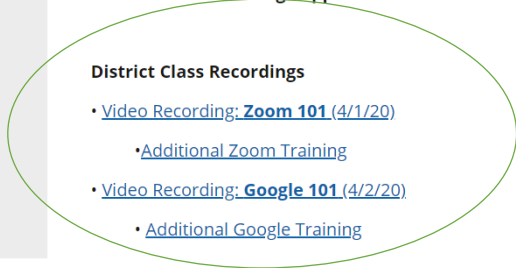 District Class Recordings
• Video Recording: Zoom 101 (4/1/20)
•Additional Zoom Training
• Video Recording: Google 101 (4/2/20)
• Additional Google Training